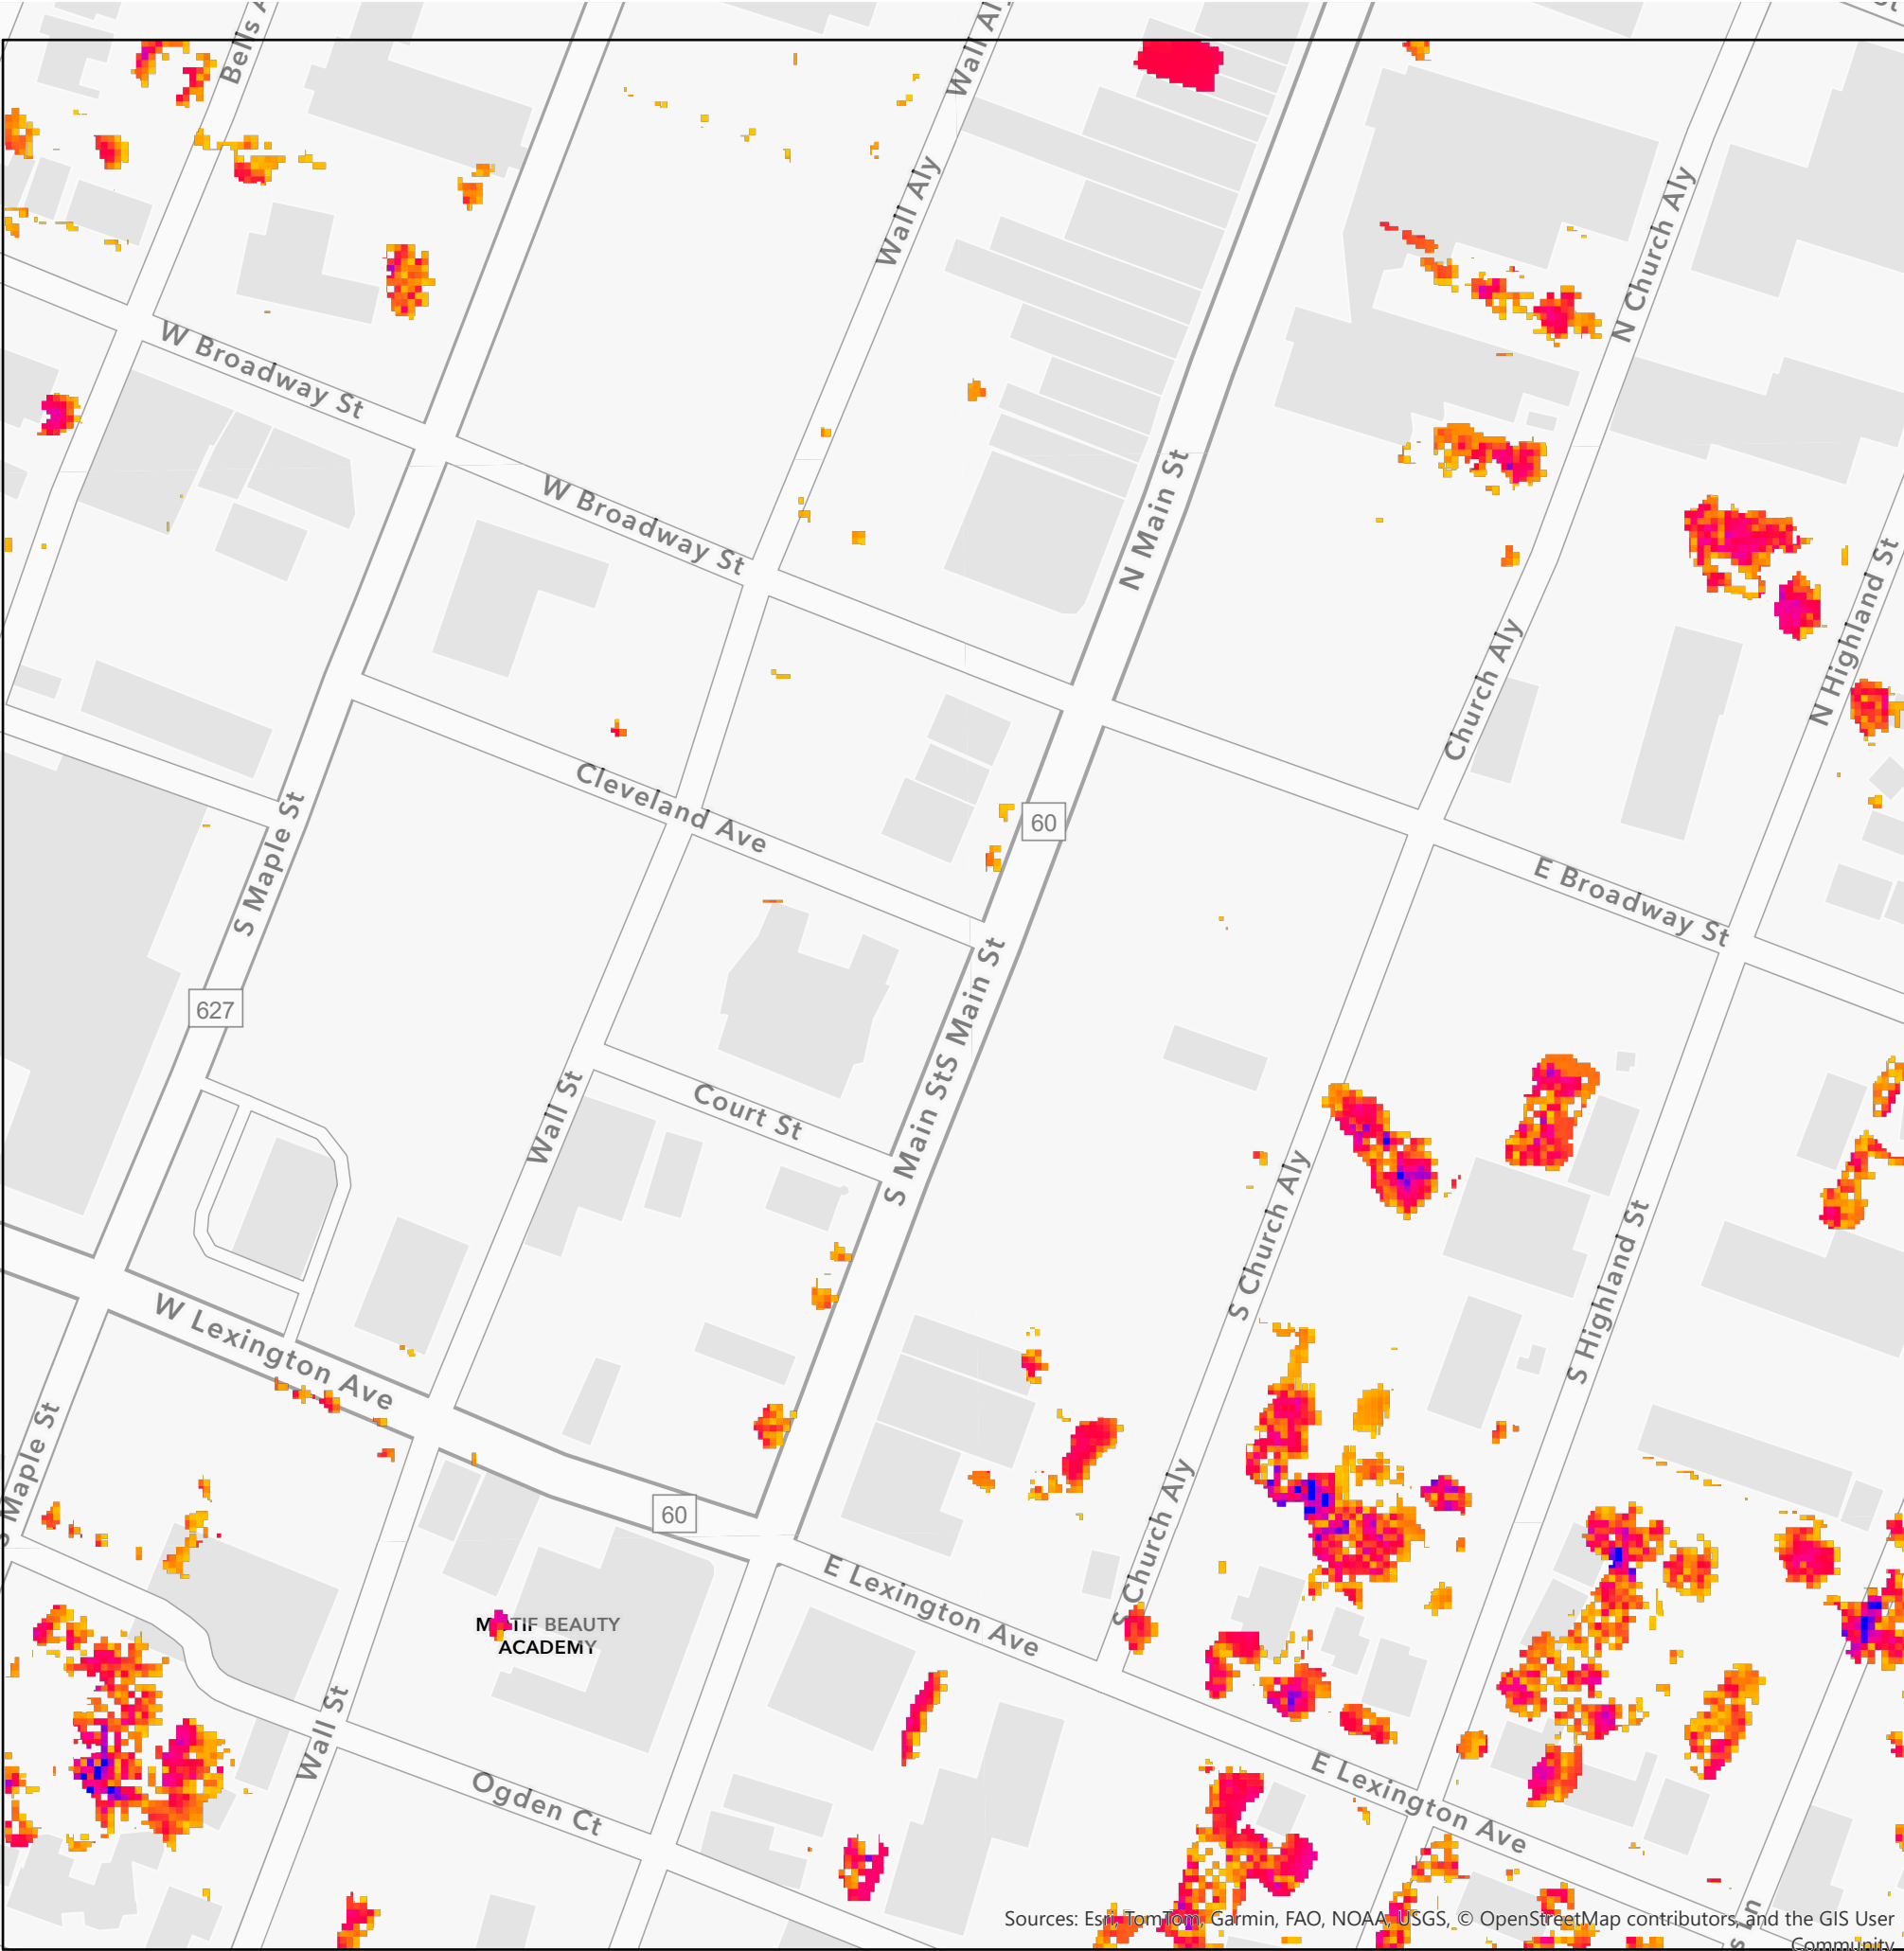 Bells A
Wall Al
Wall Aly
N Church Aly
W Broadway St
W Broadway St
N Main St
N Highland St
Church Aly
Cleveland Ave
60
S Maple St
E Broadway St
S Main St
627
S Main St
Court St
Wall St
S Church Aly
S Highland St
W Lexington Ave
S Maple St
60
S Church Aly
E Lexington Ave
ACADEMY
Wall St
Ogden Ct
E Lexington Ave
Sources: Esri, TomTom, Garmin, FAO, NOAA, USGS, © OpenStreetMap contributors, and the GIS User
Community